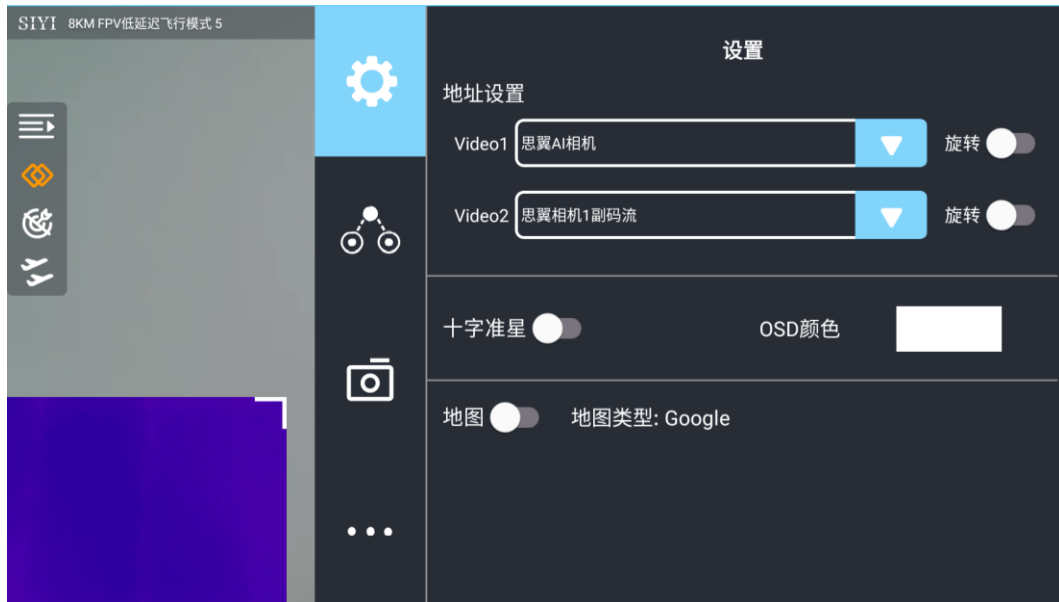 SIYI 8KM FPV低延迟飞行模式 5
设置
地址设置
Video1 思翼AI相机 旋转
Video2 思翼相机1副码流 旋转
十字准星 OSD颜色
地图 地图类型: Google